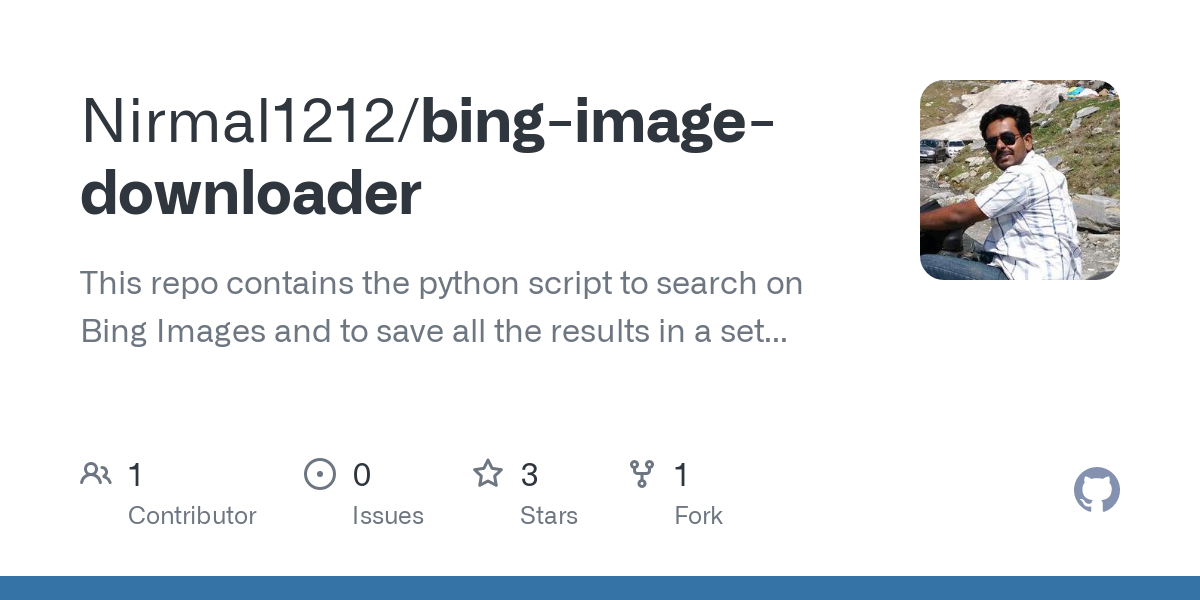 Nirmal1212/bing-image-
downloader
This repo contains the python script to search on
Bing Images and to save all the results in a set...
1
Contributor
0
Issues
3
Stars
1
Fork